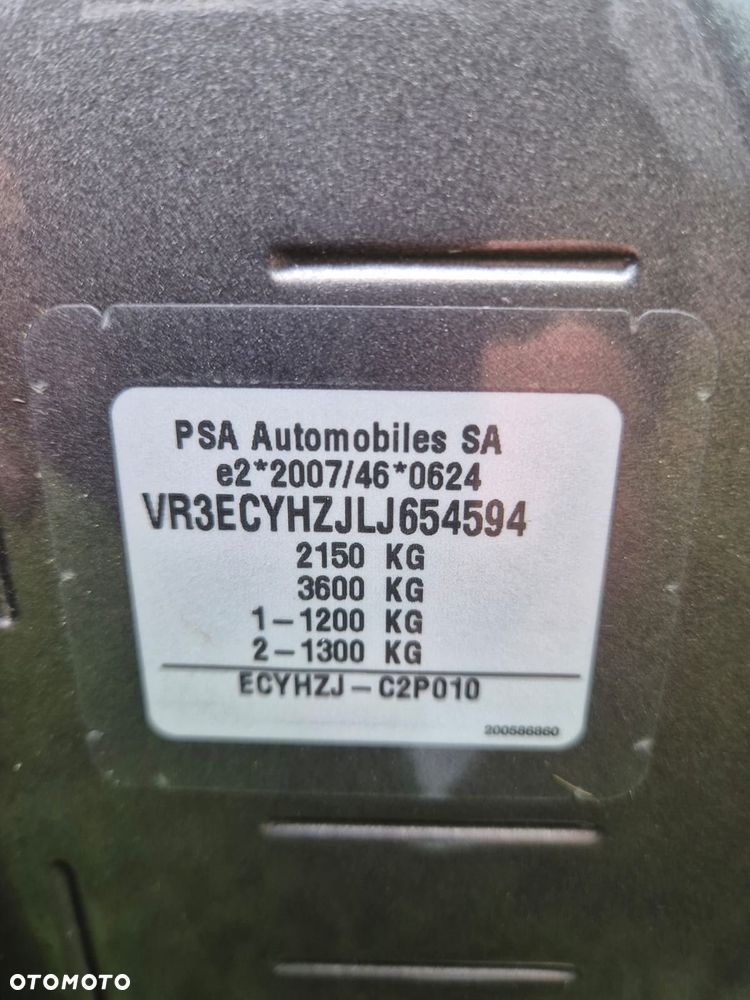 PSA Automobiles SA
e2*2007/46*0624
VR3ECYHZJLJ654594
2150 KG
3600 KG
1-1200 KG
2-1300 KG
ECYHZJ-C2P010
200586860
OTOMOTO